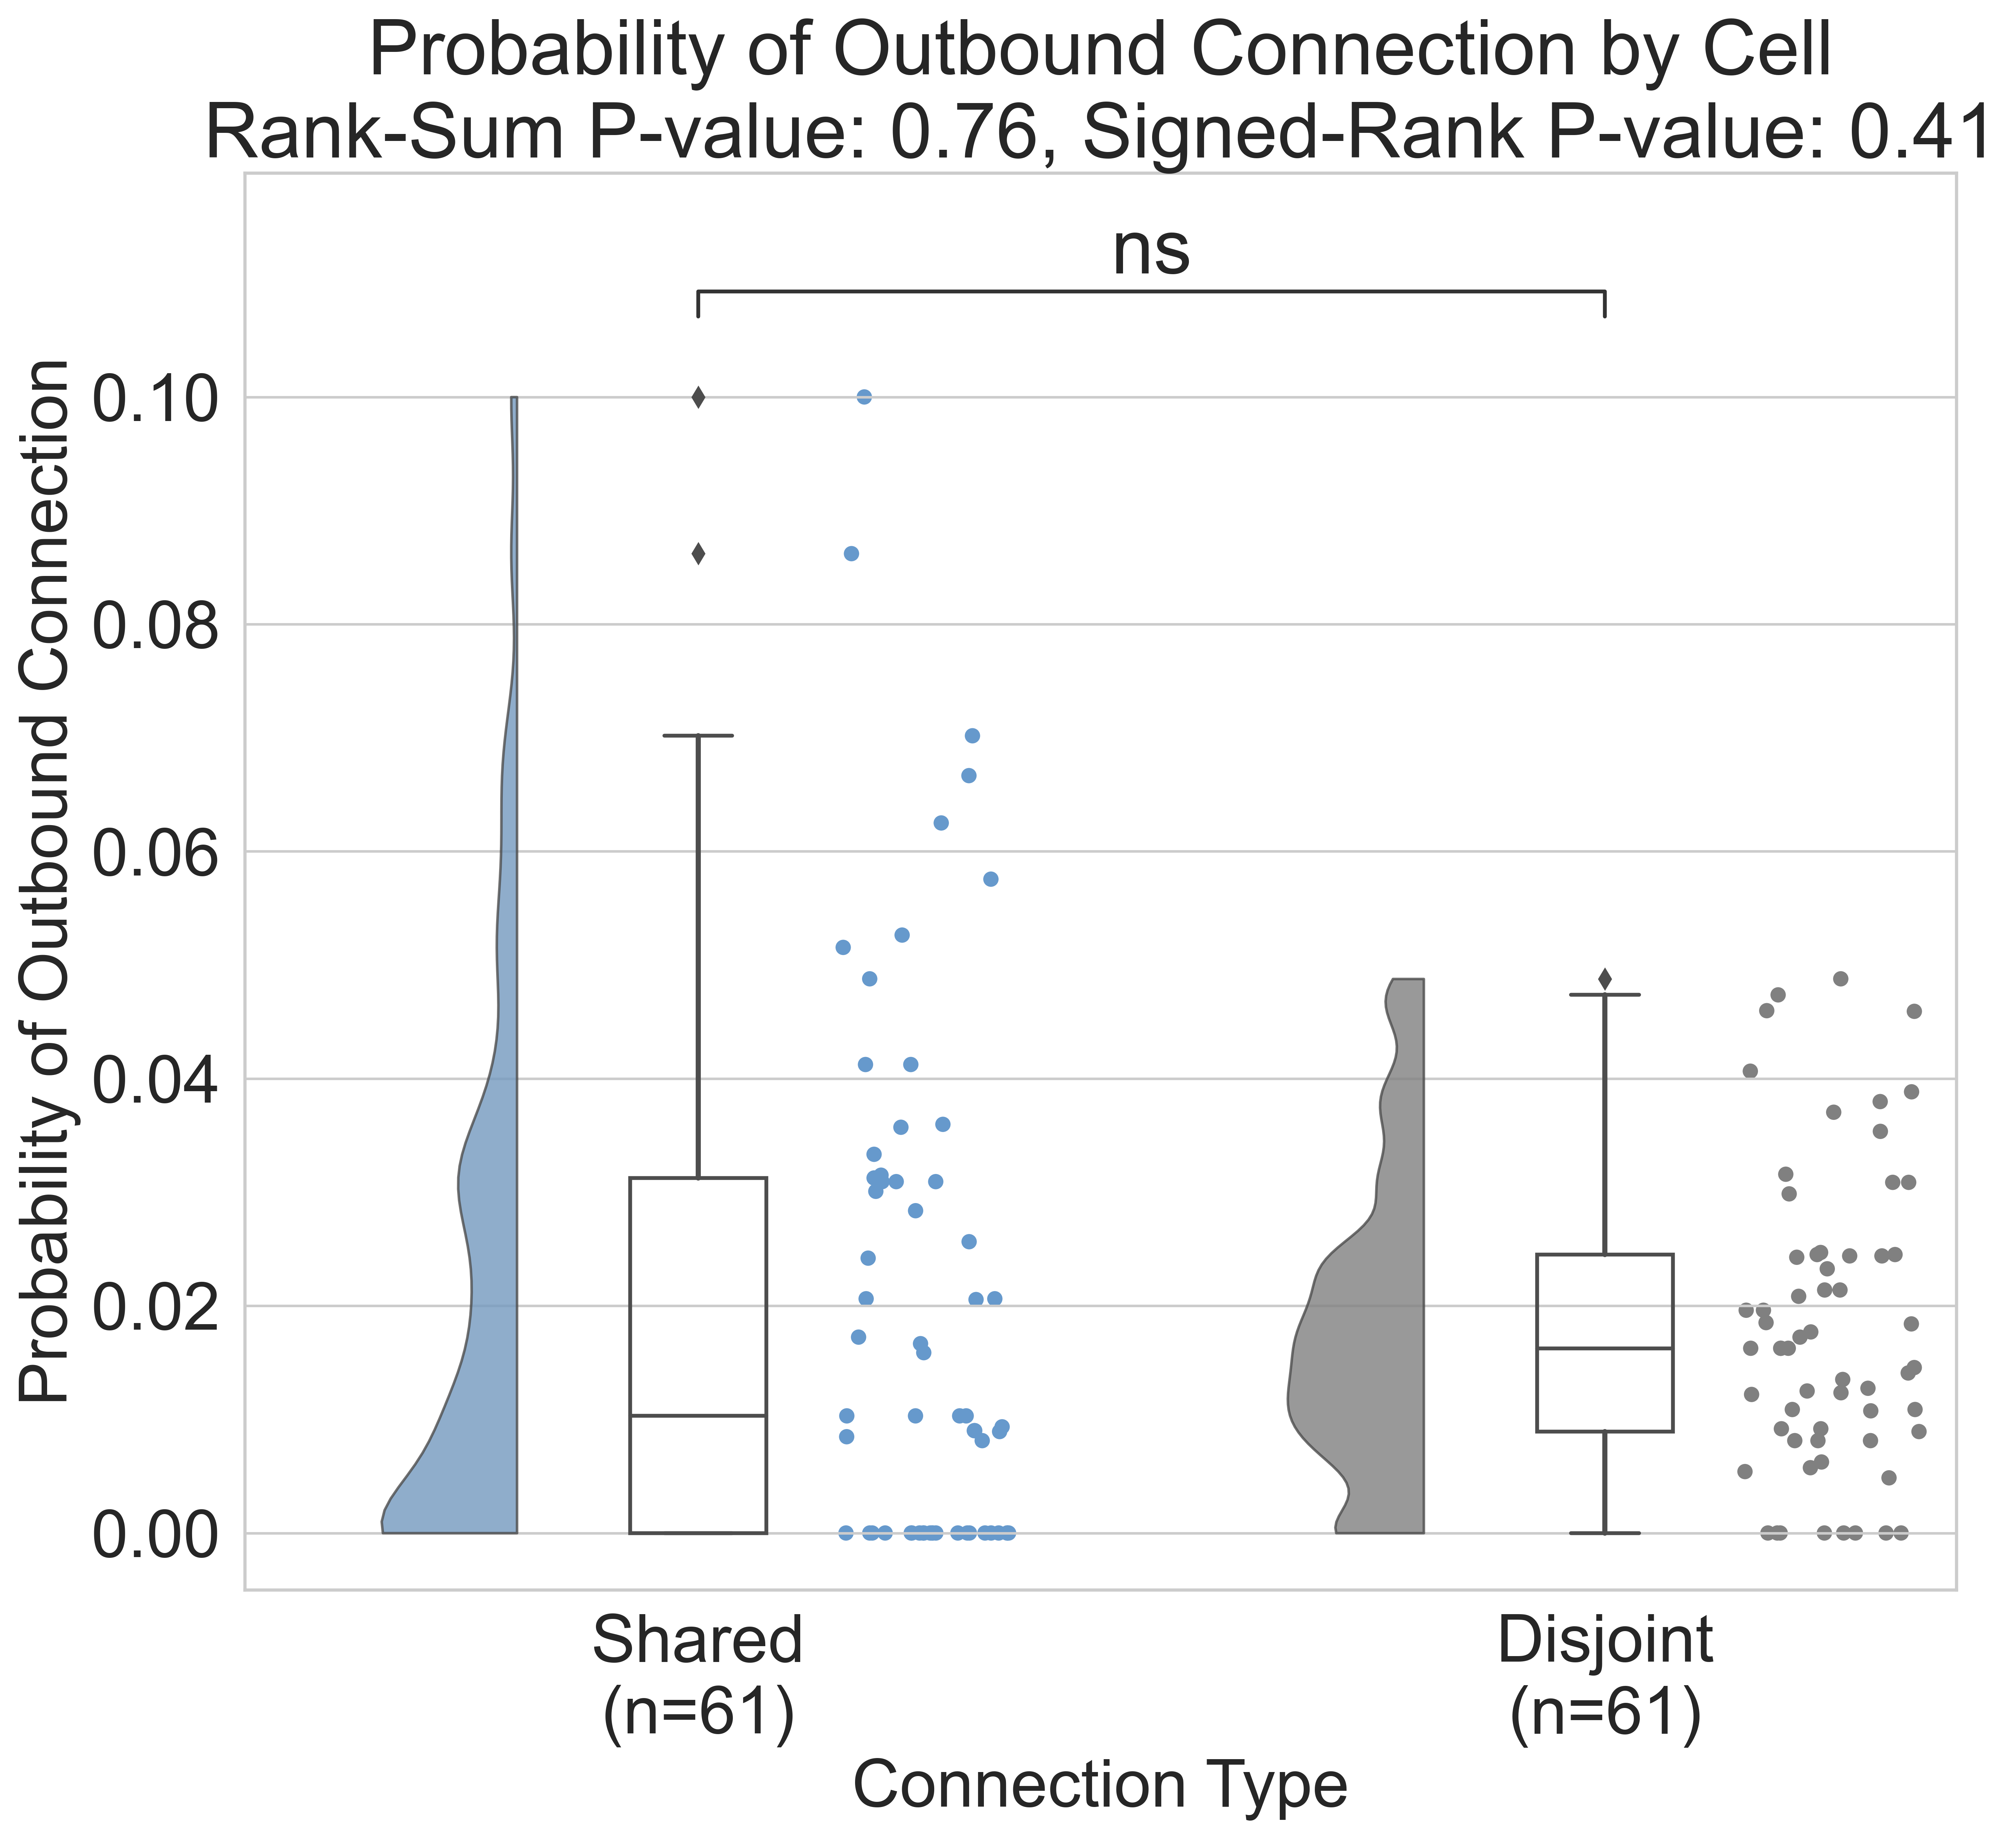 Probability of Outbound Connection by Cell
Rank-Sum P-value: 0.76, Signed-Rank P-value: 0.41
ns
Probability of Outbound Connection
0.10
0.08
0.06
0.04
0.02
0.00
Shared
(n=61)
Disjoint
(n=61)
Connection Type